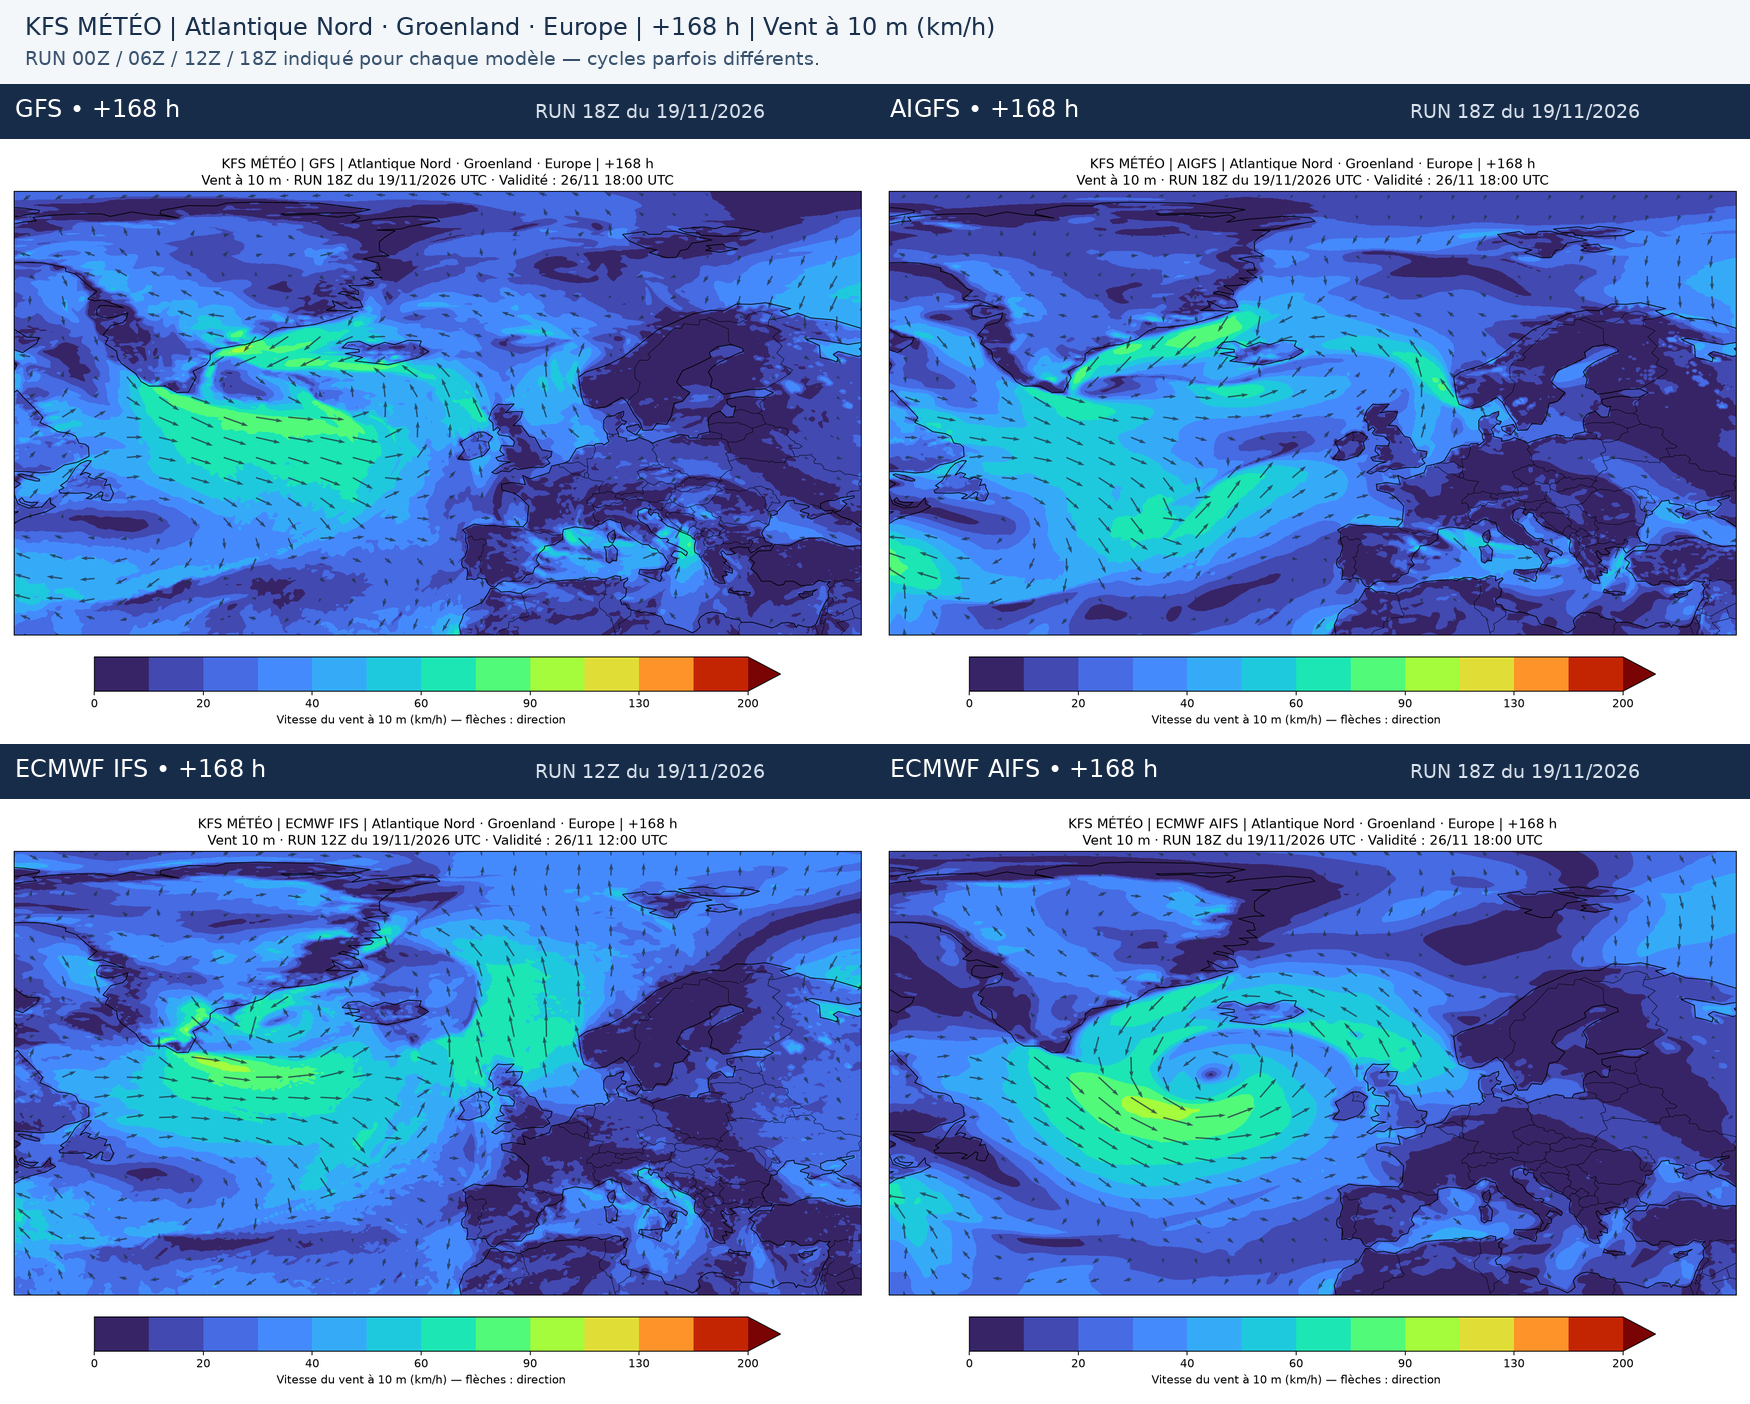 KFS MÉTÉO | Atlantique Nord · Groenland · Europe | +168 h | Vent à 10 m (km/h)
RUN 00Z / 06Z / 12Z / 18Z indiqué pour chaque modèle — cycles parfois différents.
GFS • +168 h
RUN 18Z du 19/11/2026
KFS MÉTÉO | GFS | Atlantique Nord · Groenland · Europe | +168 h
Vent à 10 m · RUN 18Z du 19/11/2026 UTC · Validité : 26/11 18:00 UTC
0 20 40 60 90 130 200
Vitesse du vent à 10 m (km/h) — flèches : direction
AIGFS • +168 h
RUN 18Z du 19/11/2026
KFS MÉTÉO | AIGFS | Atlantique Nord · Groenland · Europe | +168 h
Vent à 10 m · RUN 18Z du 19/11/2026 UTC · Validité : 26/11 18:00 UTC
0 20 40 60 90 130 200
Vitesse du vent à 10 m (km/h) — flèches : direction
ECMWF IFS • +168 h
RUN 12Z du 19/11/2026
KFS MÉTÉO | ECMWF IFS | Atlantique Nord · Groenland · Europe | +168 h
Vent 10 m · RUN 12Z du 19/11/2026 UTC · Validité : 26/11 12:00 UTC
0 20 40 60 90 130 200
Vitesse du vent à 10 m (km/h) — flèches : direction
ECMWF AIFS • +168 h
RUN 18Z du 19/11/2026
KFS MÉTÉO | ECMWF AIFS | Atlantique Nord · Groenland · Europe | +168 h
Vent 10 m · RUN 18Z du 19/11/2026 UTC · Validité : 26/11 18:00 UTC
0 20 40 60 90 130 200
Vitesse du vent à 10 m (km/h) — flèches : direction